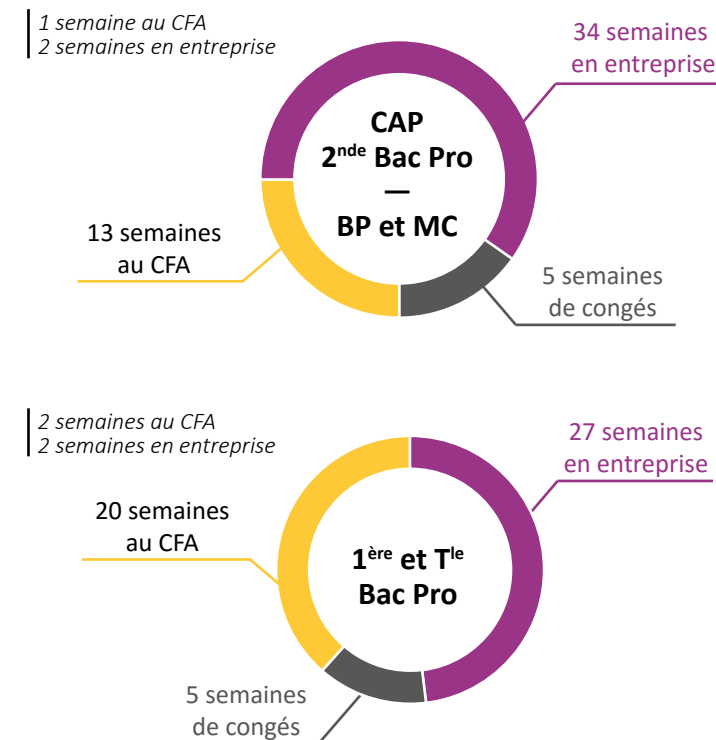 1 semaine au CFA
2 semaines en entreprise
34 semaines
en entreprise
CAP
2nde Bac Pro
—
BP et MC
13 semaines
au CFA
5 semaines
de congés
2 semaines au CFA
2 semaines en entreprise
27 semaines
en entreprise
20 semaines
au CFA
1ère et Tle
Bac Pro
5 semaines
de congés